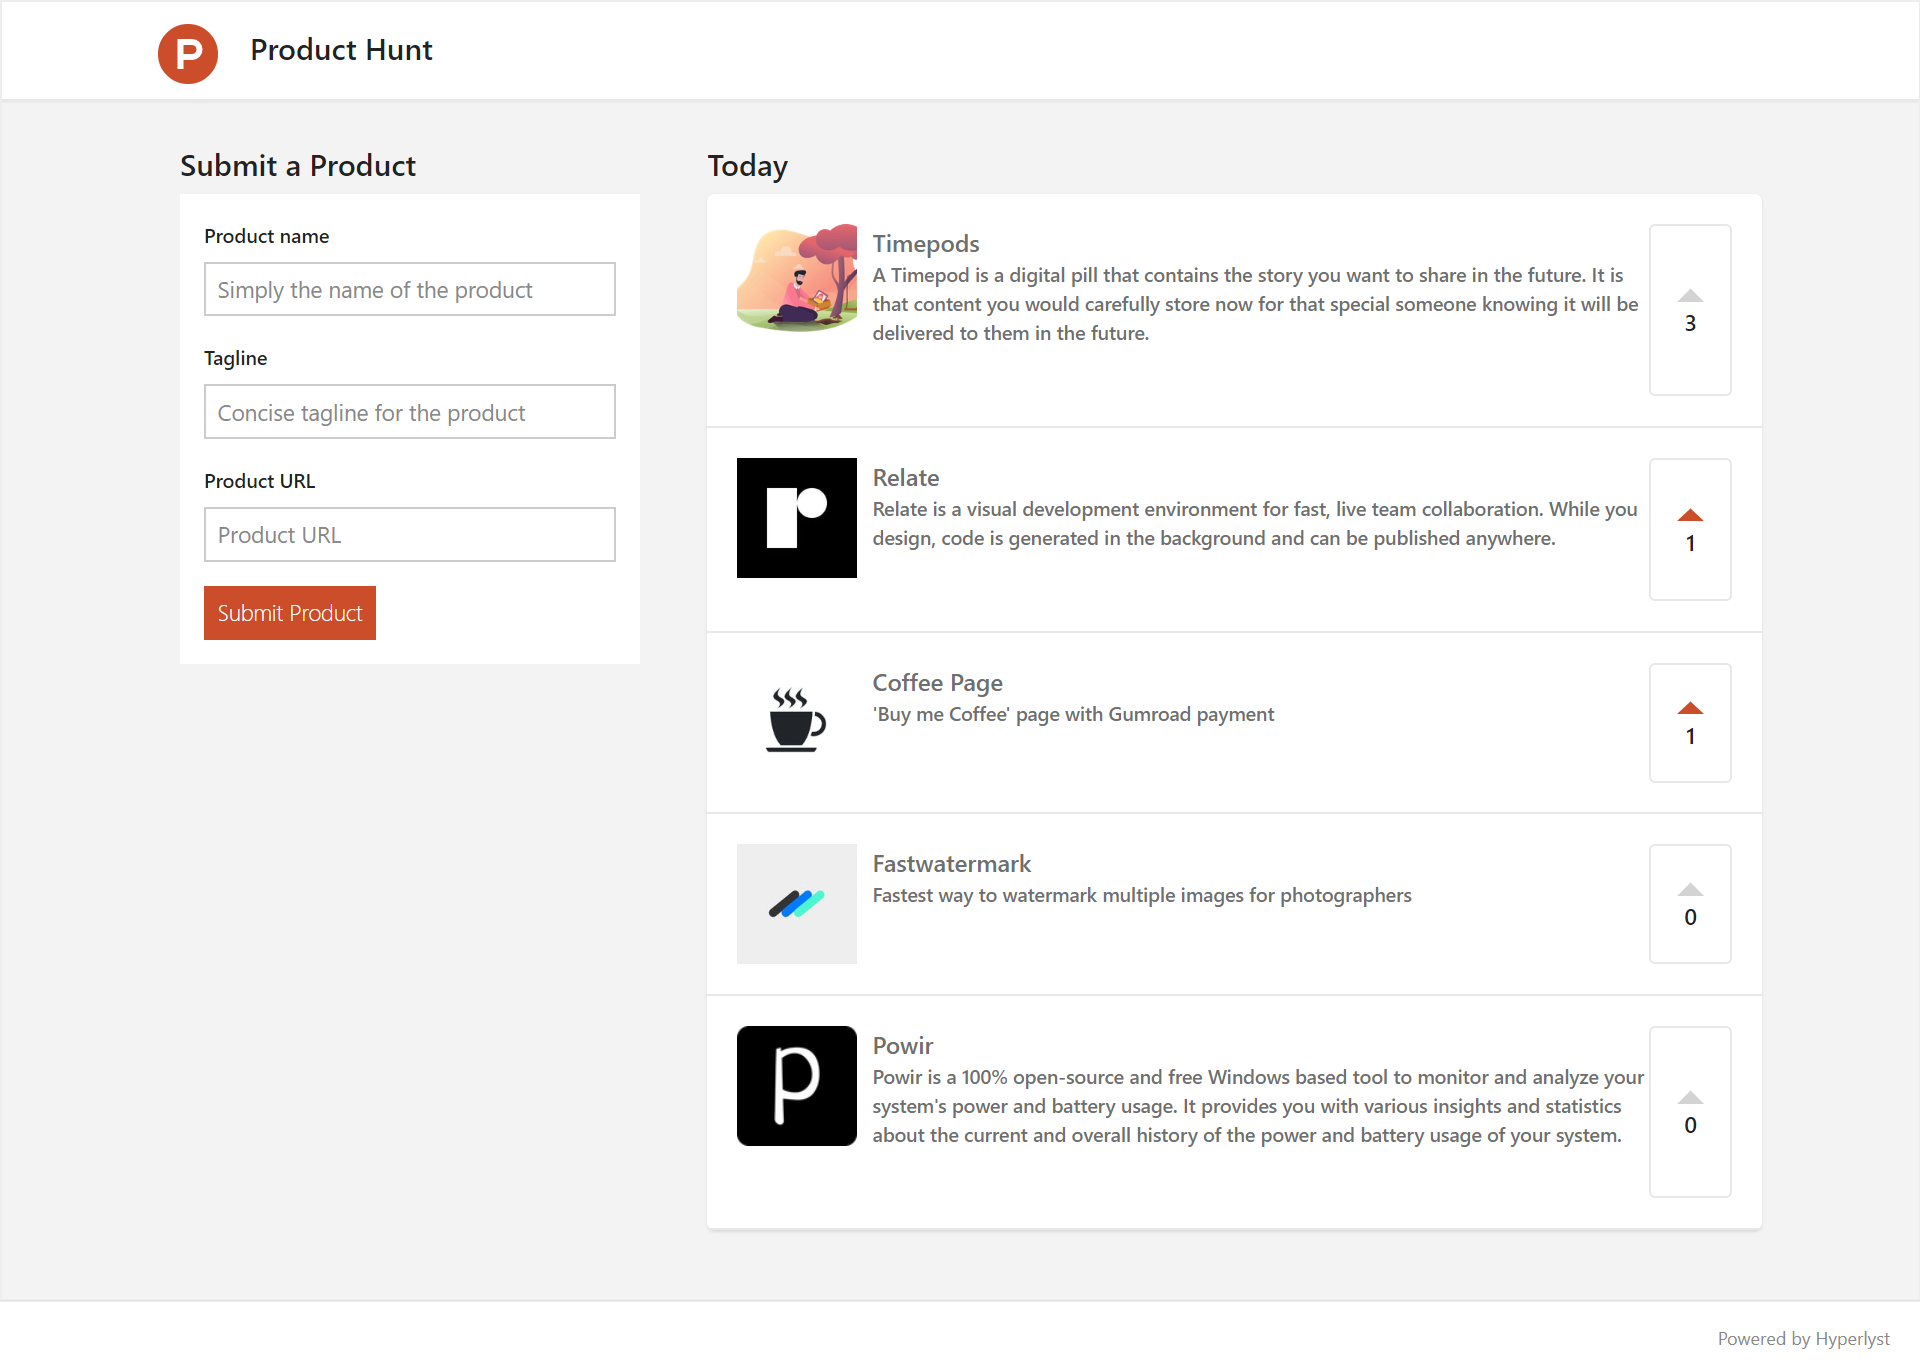 P
Product Hunt
Submit a Product
Product name
Simply the name of the product
Tagline
Concise tagline for the product
Product URL
Product URL
Submit Product
Today
Timepods
A Timepod is a digital pill that contains the story you want to share in the future. It is
that content you would carefully store now for that special someone knowing it will be
delivered to them in the future.
3
r
Relate
Relate is a visual development environment for fast, live team collaboration. While you
design, code is generated in the background and can be published anywhere.
1
Coffee Page
'Buy me Coffee' page with Gumroad payment
1
Fastwatermark
Fastest way to watermark multiple images for photographers
0
p
Powir
Powir is a 100% open-source and free Windows based tool to monitor and analyze your
system's power and battery usage. It provides you with various insights and statistics
about the current and overall history of the power and battery usage of your system.
0
Powered by Hyperlyst